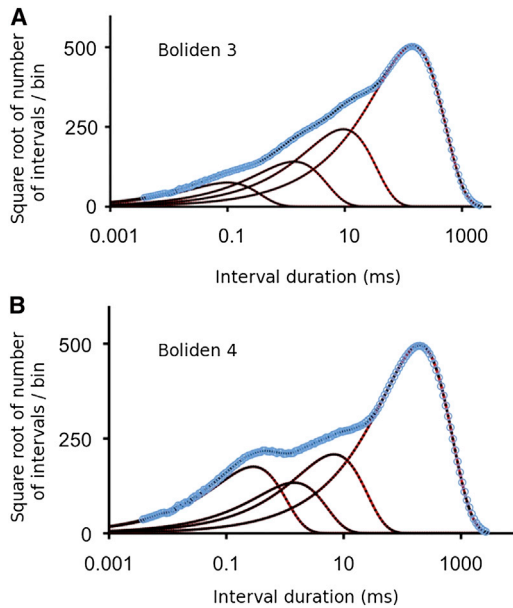 A
Boliden 3
Square root of number
of intervals / bin
500
250
0
0.001
0.1
10
1000
Interval duration (ms)
B
Boliden 4
Square root of number
of intervals / bin
500
250
0
0.001
0.1
10
1000
Interval duration (ms)